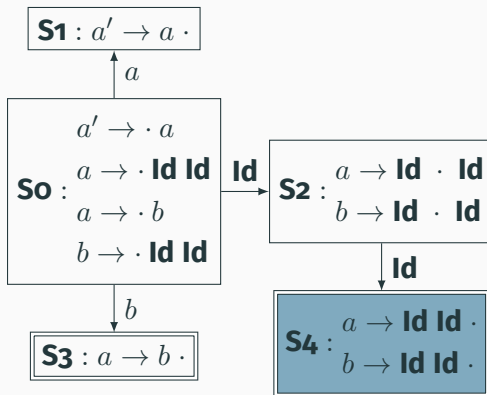 S1 : a′ → a ·
a
a′ → · a
S0 : a → · Id Id
a → · b
b → · Id Id
Id
S2 : a → Id · Id
b → Id · Id
b
Id
S3 : a → b ·
S4 : a → Id Id ·
b → Id Id ·